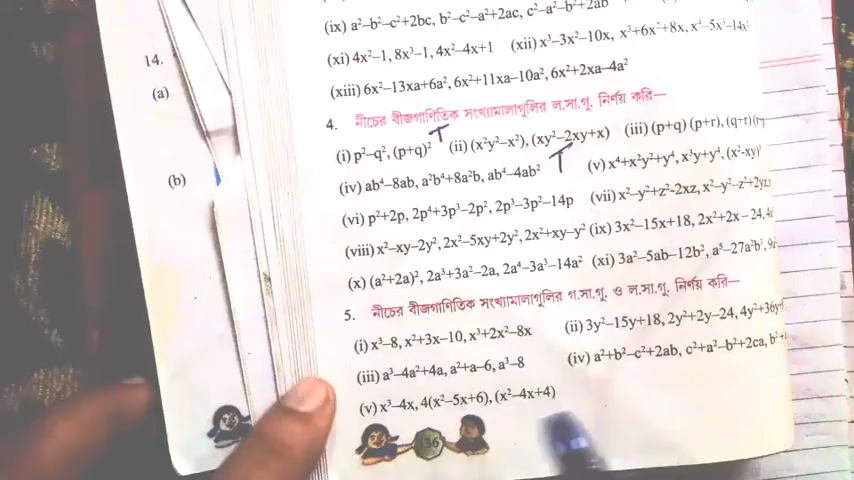 (ix) a²–b²–c²+2bc, b²–c²–a²+2ac, c²–a²–b²+2ab
14. (xi) 4x²–1, 8x³–1, 4x²–4x+1 (xii) x³–3x²–10x, x³+6x²+8x, x⁴–5x³–14x²
(a) (xiii) 6x²–13xa+6a², 6x²+11xa–10a², 6x²+2xa–4a²
4. নীচের বীজগাণিতিক সংখ্যামালাগুলির ল.সা.গু. নির্ণয় করি—
(i) p²–q², (p+q)² T (ii) (x²y²–x²), (xy²–2xy+x) (iii) (p+q) (p+r), (q+r)
(b) (iv) ab⁴–8ab, a²b⁴+8a²b, ab⁴–4ab² T (v) x⁴+x²y²+y⁴, x³y+y⁴, (x²-xy)
(vi) p²+2p, 2p⁴+3p³–2p², 2p³–3p²–14p (vii) x²–y²+z²–2xz, x²–y²–z²+2yz
(viii) x²–xy–2y², 2x²–5xy+2y², 2x²+xy–y² (ix) 3x²–15x+18, 2x²+2x–24,
(x) (a²+2a)², 2a³+3a²–2a, 2a⁴–3a³–14a² (xi) 3a²–5ab–12b², a⁵–27a²b³,
5. নীচের বীজগাণিতিক সংখ্যামালাগুলির গ.সা.গু. ও ল.সা.গু. নির্ণয় করি—
(i) x³–8, x²+3x–10, x³+2x²–8x (ii) 3y²–15y+18, 2y²+2y–24, 4y²+36y
(iii) a³–4a²+4a, a²+a–6, a³–8 (iv) a²+b²–c²+2ab, c²+a²–b²+2ca,
(v) x³–4x, 4(x²–5x+6), (x²–4x+4)
136